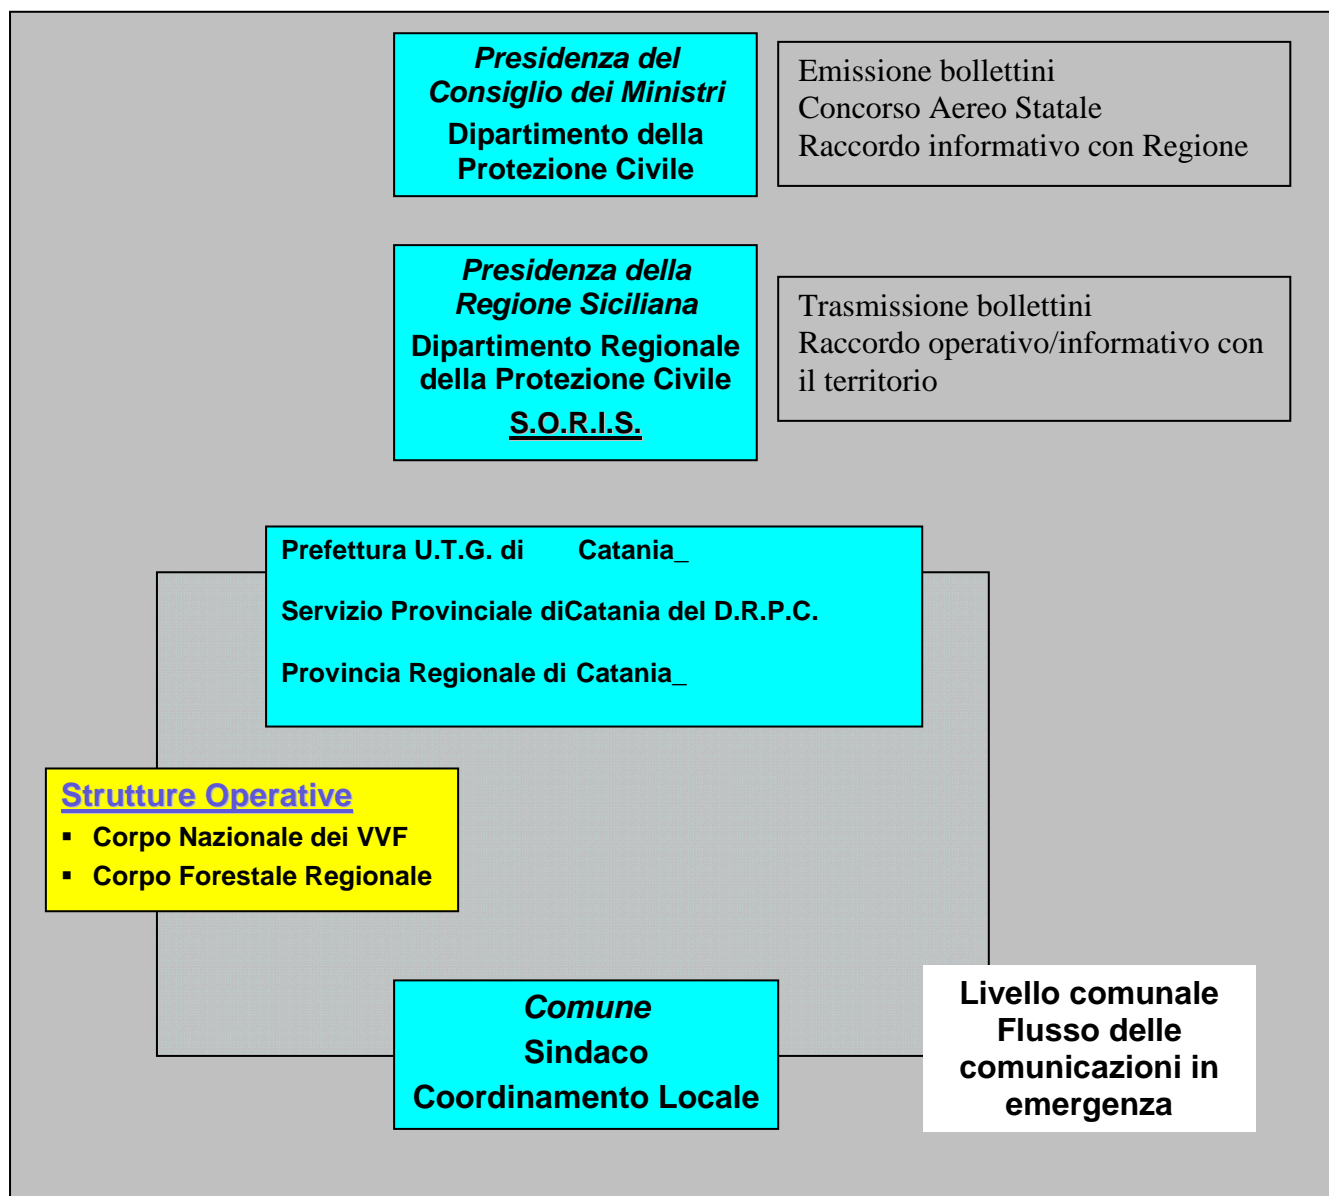 Presidenza del
Consiglio dei Ministri
Dipartimento della
Protezione Civile
Emissione bollettini
Concorso Aereo Statale
Raccordo informativo con Regione
Presidenza della
Regione Siciliana
Dipartimento Regionale
della Protezione Civile
S.O.R.I.S.
Trasmissione bollettini
Raccordo operativo/informativo con
il territorio
Prefettura U.T.G. di Catania_
Servizio Provinciale diCatania del D.R.P.C.
Provincia Regionale di Catania_
Strutture Operative
▪ Corpo Nazionale dei VVF
▪ Corpo Forestale Regionale
Comune
Sindaco
Coordinamento Locale
Livello comunale
Flusso delle
comunicazioni in
emergenza